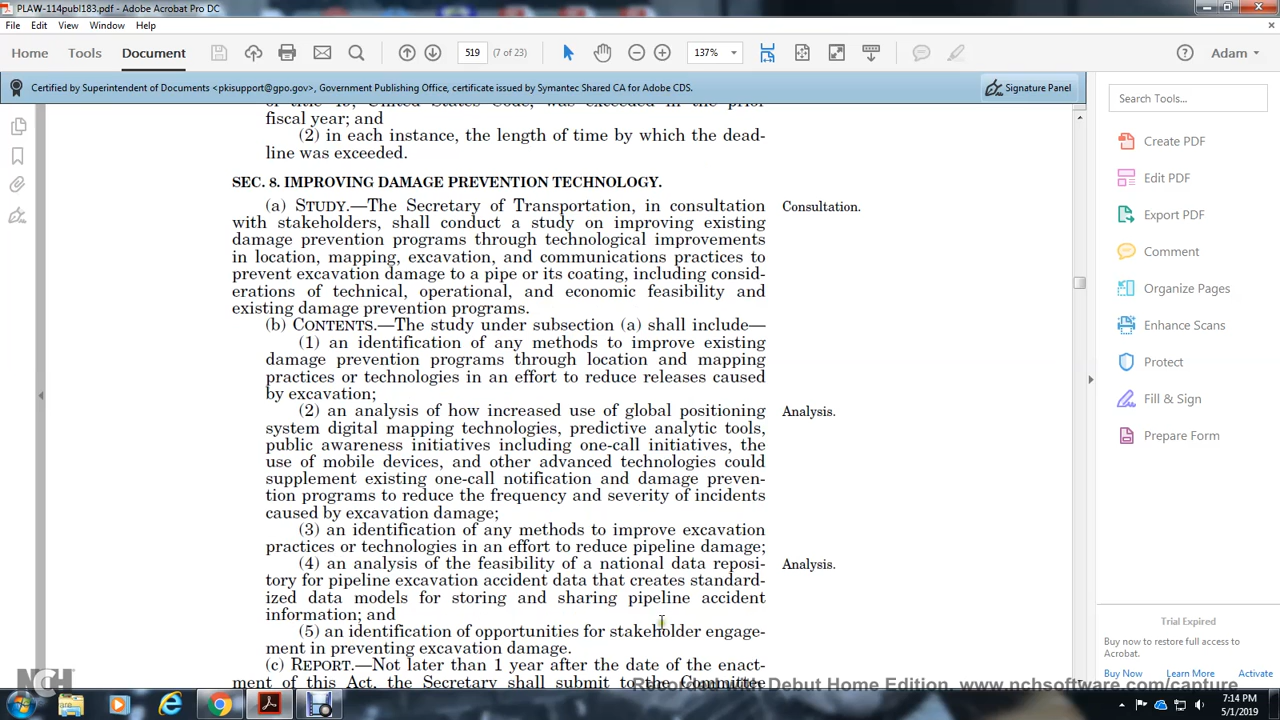 PLAW-114publ183.pdf - Adobe Acrobat Pro DC
File Edit View Window Help
Home Tools Document 519 (7 of 23) 137% Adam
Certified by Superintendent of Documents <pkisupport@gpo.gov>, Government Publishing Office, certificate issued by Symantec Shared CA for Adobe CDS. Signature Panel
fiscal year; and
(2) in each instance, the length of time by which the dead-
line was exceeded.
SEC. 8. IMPROVING DAMAGE PREVENTION TECHNOLOGY.
(a) STUDY.—The Secretary of Transportation, in consultation Consultation.
with stakeholders, shall conduct a study on improving existing
damage prevention programs through technological improvements
in location, mapping, excavation, and communications practices to
prevent excavation damage to a pipe or its coating, including consid-
erations of technical, operational, and economic feasibility and
existing damage prevention programs.
(b) CONTENTS.—The study under subsection (a) shall include—
(1) an identification of any methods to improve existing
damage prevention programs through location and mapping
practices or technologies in an effort to reduce releases caused
by excavation;
(2) an analysis of how increased use of global positioning Analysis.
system digital mapping technologies, predictive analytic tools,
public awareness initiatives including one-call initiatives, the
use of mobile devices, and other advanced technologies could
supplement existing one-call notification and damage preven-
tion programs to reduce the frequency and severity of incidents
caused by excavation damage;
(3) an identification of any methods to improve excavation
practices or technologies in an effort to reduce pipeline damage;
(4) an analysis of the feasibility of a national data reposi- Analysis.
tory for pipeline excavation accident data that creates standard-
ized data models for storing and sharing pipeline accident
information; and
(5) an identification of opportunities for stakeholder engage-
ment in preventing excavation damage.
(c) REPORT.—Not later than 1 year after the date of the enact-
ment of this Act, the Secretary shall submit to the Committee
Search Tools...
Create PDF
Edit PDF
Export PDF
Comment
Organize Pages
Enhance Scans
Protect
Fill & Sign
Prepare Form
Trial Expired
Buy now to restore full access to
Acrobat.
Buy Now Learn More Activate
NCH
Recorded with Debut Home Edition. www.nchsoftware.com/capture
7:14 PM
5/1/2019